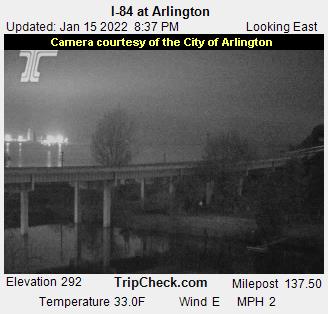 I-84 at Arlington
Updated: Jan 15 2022 8:37 PM Looking East
Camera courtesy of the City of Arlington
Elevation 292 TripCheck.com Milepost 137.50
Temperature 33.0F Wind E MPH 2